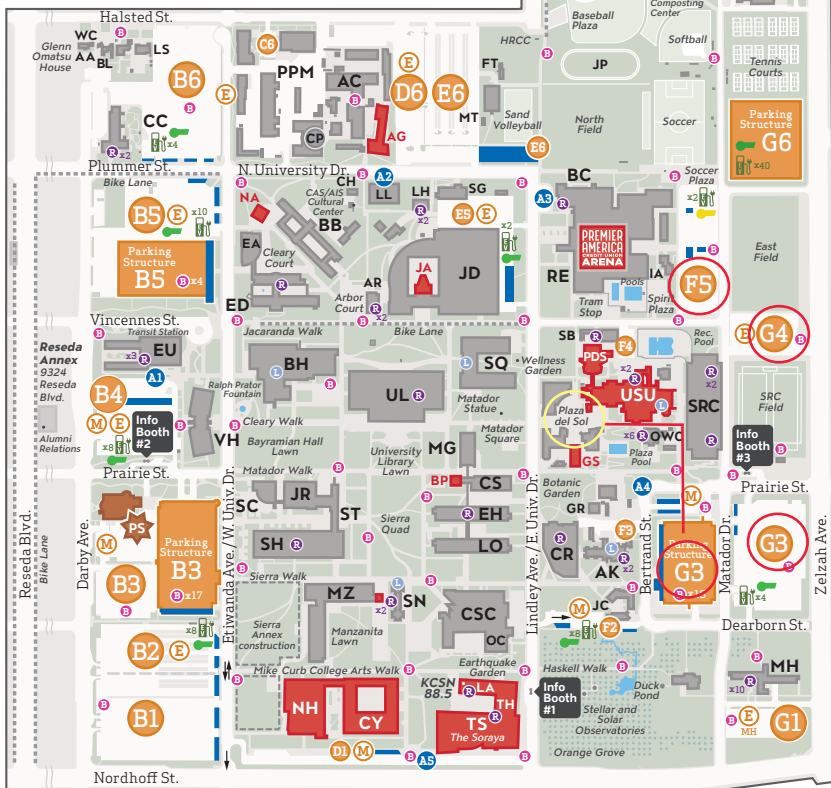 Halsted St.
WC
AA
BL
LS
Glenn
Omatsu
House
B6
E
C6
PPM
AC
E
D6
E6
FT
MT
HRCC
Baseball
Plaza
Composting
Center
Softball
JP
Tennis
Courts
CC
R x2
x4
CP
AG
Sand
Volleyball
North
Field
Soccer
Parking
Structure
G6
x40
E6
Plummer St.
N. University Dr.
Bike Lane
A2
CH
CAS/AIS
Cultural
Center
LL
LH
SG
R
x2
E5
E
x2
A3
BC
R
Soccer
Plaza
x2
B5
E
x10
Parking
Structure
B5
B x4
NA
BB
EA
Cleary
Court
R
ED
AR
Arbor
Court
R
x2
JA
JD
PREMIER
AMERICA
CREDIT UNION
ARENA
RE
IA
Pools
Tram
Stop
Spirit
Plaza
F5
East
Field
Vincennes St.
Transit Station
Jacaranda Walk
Bike Lane
Reseda
Annex
9324
Reseda
Blvd.
x3 R
EU
A1
B4
M
E
x8
Info
Booth
#2
Alumni
Relations
Ralph Prator
Fountain
VH
L
BH
Cleary Walk
Bayramian Hall
Lawn
UL
R
L
SQ
Wellness
Garden
Matador
Statue
Matador
Square
SB
R
PDS
F4
x2 R
USU
L
Rec.
Pool
R
x2
SRC
R
E
G4
SRC
Field
Plaza
del Sol
GS
x6 R
OWC
Plaza
Pool
Info
Booth
#3
Prairie St.
Matador Walk
University
Library
Lawn
MG
BP
CS
Botanic
Garden
A4
M
Prairie St.
PS
M
Parking
Structure
B3
B x17
B3
SC
JR
ST
SH
R
Sierra
Quad
EH
R
LO
GR
CR
R
F3
L
R
x2
AK
Parking
Structure
G3
G3
x4
Reseda Blvd.
Bike Lane
Darby Ave.
Etiwanda Ave. / W. Univ. Dr.
Lindley Ave. / E. Univ. Dr.
Bertrand St.
Matador Dr.
Zelzah Ave.
Sierra Walk
MZ
R
x2
L
SN
CSC
OC
M
JC
x8
F2
Dearborn St.
x8
B2
E
Sierra
Annex
construction
Manzanita
Lawn
Mike Curb College Arts Walk
KCSN
88.5
Earthquake
Garden
Haskell Walk
Duck
Pond
x10
R
MH
B1
NH
CY
LA
R
TH
TS
R
The Soraya
Info
Booth
#1
Stellar and
Solar
Observatories
Orange Grove
E
MH
G1
D1
M
A5
Nordhoff St.